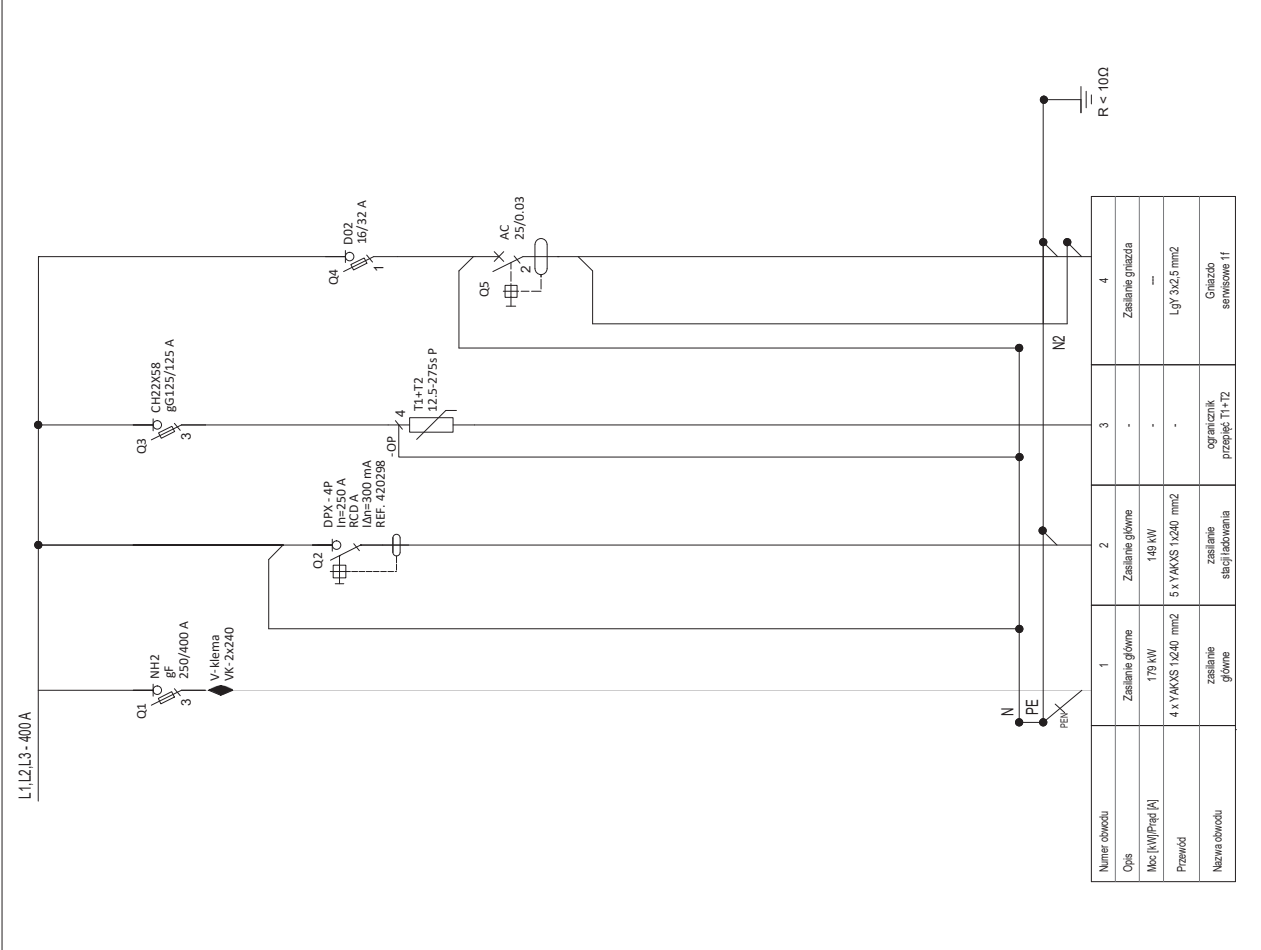 L1,L2,L3 - 400 A
Q1
3
NH2
gF
250/400 A
V- klema
VK- 2x240
Q2
DPX - 4P
In=250 A
RCD A
IΔn=300 mA
REF. 420298
Q3
3
CH22X58
gG125/125 A
- OP
4
T1+T2
12.5-275s P
Q4
1
D02
16/32 A
Q5
2
AC
25/0.03
N
PE
PEN
N2
R < 10Ω
Numer obwodu
1
2
3
4
Opis
Zasilanie główne
Zasilanie główne
-
Zasilanie gniazda
Moc [kW]/Prąd [A]
179 kW
149 kW
-
---
Przewód
4 x YAKXS 1x240 mm2
5 x YAKXS 1x240 mm2
-
LgY 3x2,5 mm2
Nazwa obwodu
zasilanie
główne
zasilanie
stacji ładowania
ogranicznik
przepięć T1+T2
Gniazdo
serwisowe 1f